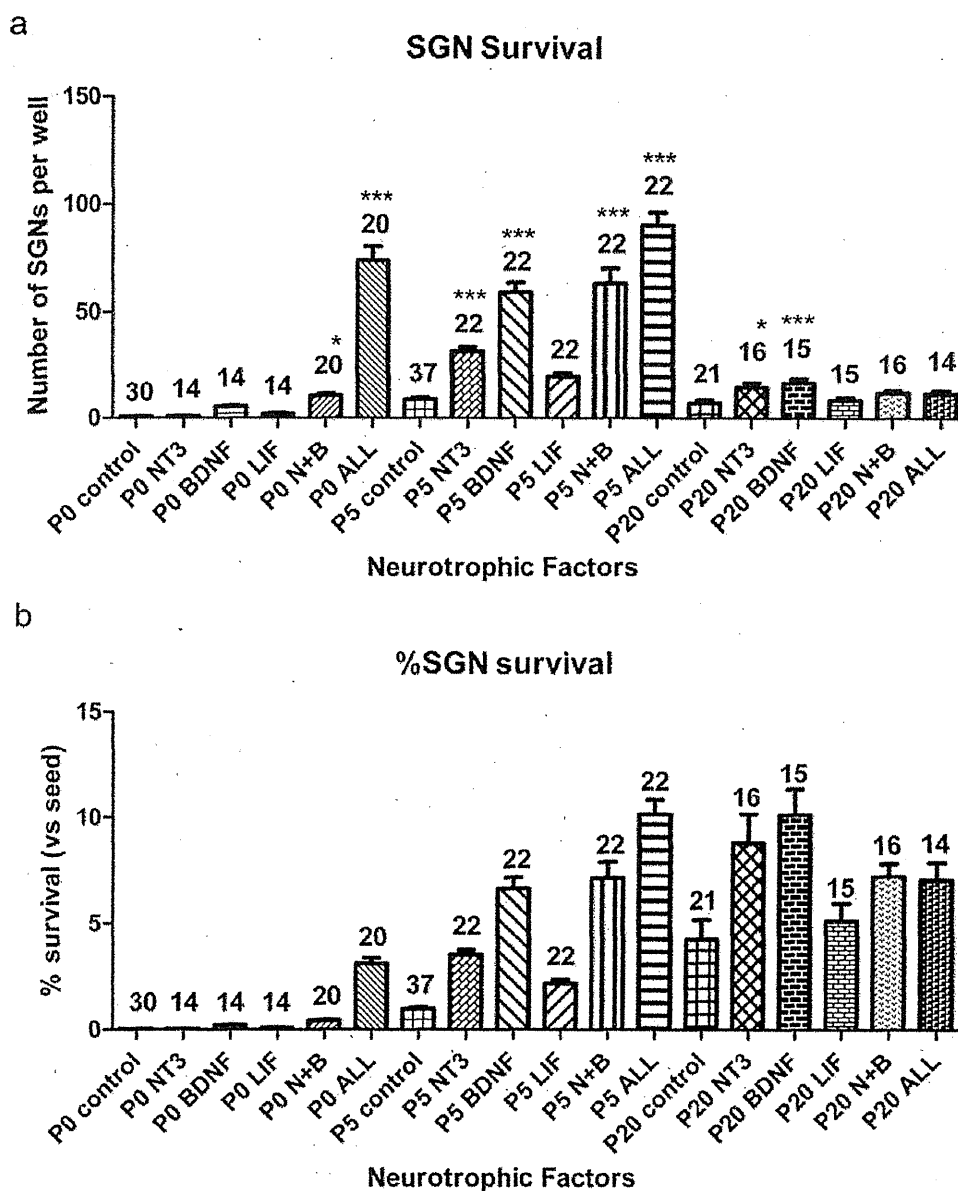 a
SGN Survival
Number of SGNs per well
150
100
50
0
30
14
14
14
*
20
***
20
37
***
22
***
22
22
***
22
***
22
21
*
16
***
15
15
16
14
P0 control
P0 NT3
P0 BDNF
P0 LIF
P0 N+B
P0 ALL
P5 control
P5 NT3
P5 BDNF
P5 LIF
P5 N+B
P5 ALL
P20 control
P20 NT3
P20 BDNF
P20 LIF
P20 N+B
P20 ALL
Neurotrophic Factors
b
%SGN survival
% survival (vs seed)
15
10
5
0
30
14
14
14
20
20
37
22
22
22
22
22
21
16
15
15
16
14
P0 control
P0 NT3
P0 BDNF
P0 LIF
P0 N+B
P0 ALL
P5 control
P5 NT3
P5 BDNF
P5 LIF
P5 N+B
P5 ALL
P20 control
P20 NT3
P20 BDNF
P20 LIF
P20 N+B
P20 ALL
Neurotrophic Factors